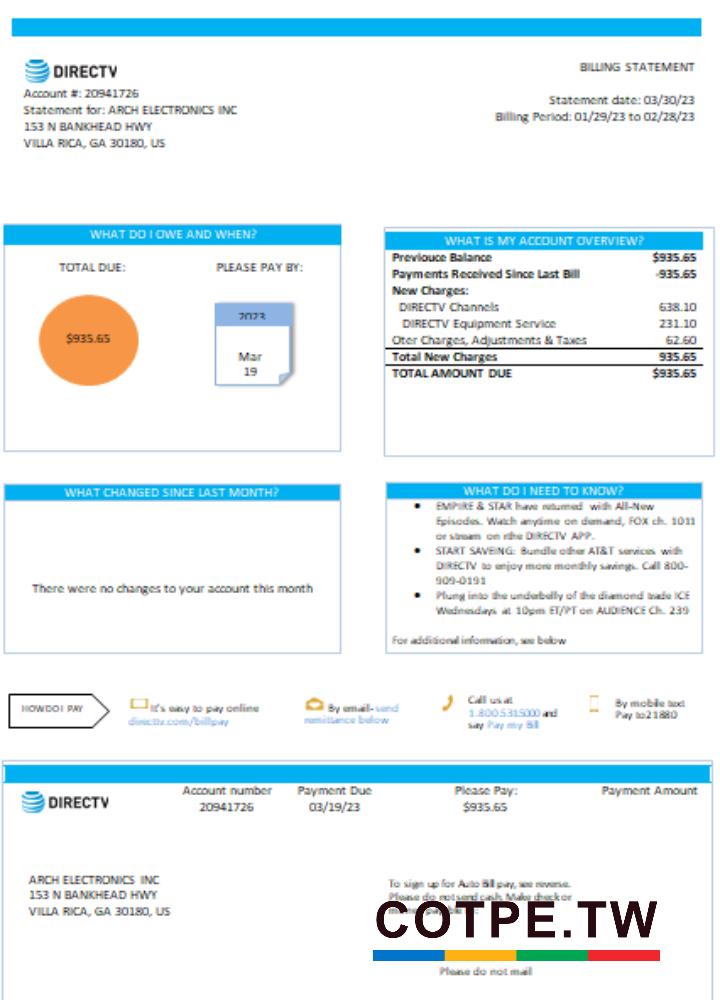 DIRECTV
Account #: 20941726
Statement for: ARCH ELECTRONICS INC
153 N BANKHEAD HWY
VILLA RICA, GA 30180, US
BILLING STATEMENT
Statement date: 03/30/23
Billing Period: 01/29/23 to 02/28/23
WHAT DO I OWE AND WHEN?
TOTAL DUE:
PLEASE PAY BY:
$935.65
2023
Mar
19
WHAT IS MY ACCOUNT OVERVIEW?
Previouce Balance $935.65
Payments Received Since Last Bill -935.65
New Charges:
DIRECTV Channels 638.10
DIRECTV Equipment Service 231.10
Oter Charges, Adjustments & Taxes 62.60
Total New Charges 935.65
TOTAL AMOUNT DUE $935.65
WHAT CHANGED SINCE LAST MONTH?
There were no changes to your account this month
WHAT DO I NEED TO KNOW?
• EMPIRE & STAR have returned with All-New
Episodes. Watch anytime on demand, FOX ch. 1011
or stream on rthe DIRECTV APP.
• START SAVEING: Bundle other AT&T services with
DIRECTV to enjoy more monthly savings. Call 800-
909-0191
• Plung into the underbelly of the diamond trade ICE
Wednesdays at 10pm ET/PT on AUDIENCE Ch. 239
For additional information, see below
HOW DO I PAY
It's easy to pay online
directtv.com/billpay
By email- send
remittance below
Call us at
1.800.5315000 and
say Pay my Bill
By mobile text
Pay to21880
DIRECTV
Account number
20941726
Payment Due
03/19/23
Please Pay:
$935.65
Payment Amount
ARCH ELECTRONICS INC
153 N BANKHEAD HWY
VILLA RICA, GA 30180, US
To sign up for Auto Bill pay, see reverse.
Please do not send cash. Make check or
COTPE.TW
Please do not mail